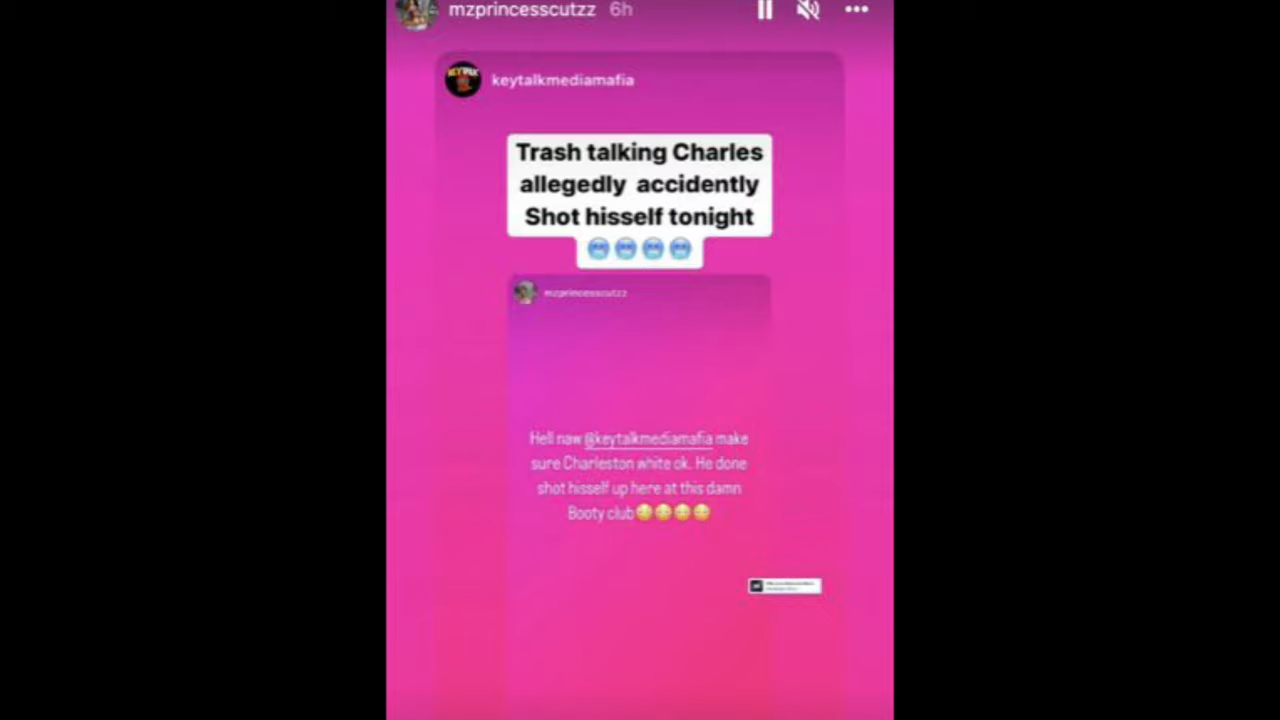 mzprincesscutzz 6h
keytalkmediamafia
Trash talking Charles
allegedly accidently
Shot hisself tonight
🥶🥶🥶🥶
mzprincesscutzz
Hell naw @keytalkmediamafia make
sure Charleston white ok. He done
shot hisself up here at this damn
Booty club😳😳😳😳